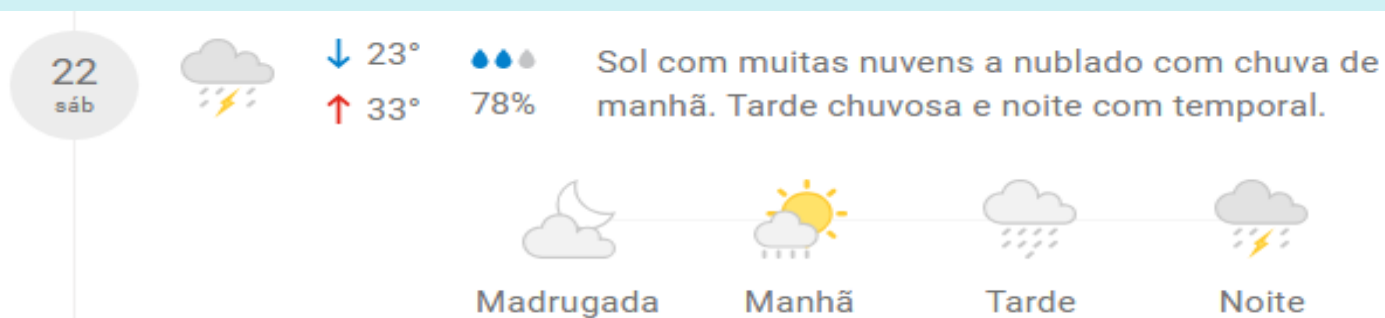 22
sáb
↓ 23°
↑ 33°
78%
Sol com muitas nuvens a nublado com chuva de
manhã. Tarde chuvosa e noite com temporal.
Madrugada Manhã Tarde Noite